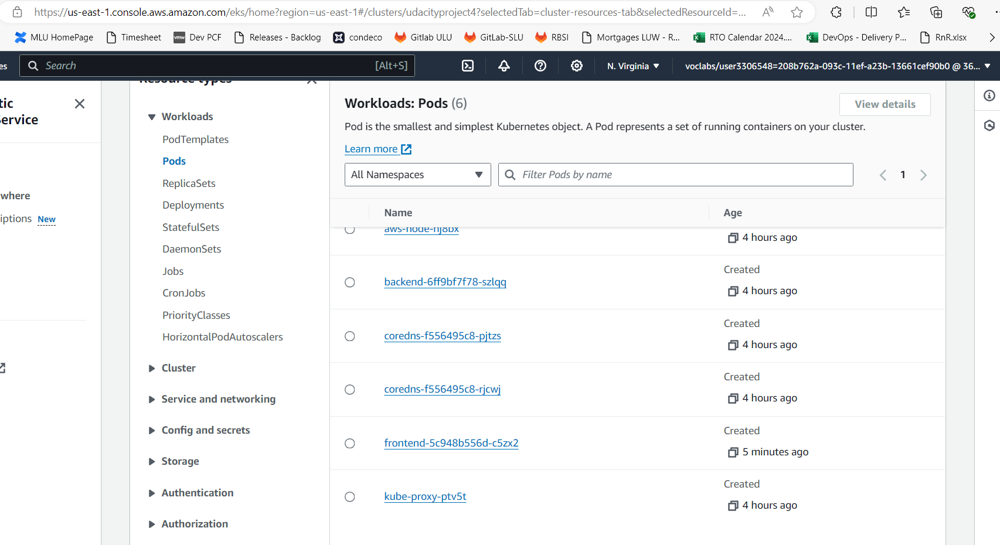 https://us-east-1.console.aws.amazon.com/eks/home?region=us-east-1#/clusters/udacityproject4?selectedTab=cluster-resources-tab&selectedResourceId=...
MLU HomePage Timesheet vmw Dev PCF Releases - Backlog condeco Gitlab ULU GitLab-SLU RBSI Mortgages LUW - R... RTO Calendar 2024.... DevOps - Delivery P... RnR.xlsx
es Search [Alt+S] N. Virginia voclabs/user3306548=208b762a-093c-11ef-a23b-13661cef90b0 @ 36...
tic
Service
where
iptions New
Resource types
Workloads
PodTemplates
Pods
ReplicaSets
Deployments
StatefulSets
DaemonSets
Jobs
CronJobs
PriorityClasses
HorizontalPodAutoscalers
Cluster
Service and networking
Config and secrets
Storage
Authentication
Authorization
Workloads: Pods (6)
View details
Pod is the smallest and simplest Kubernetes object. A Pod represents a set of running containers on your cluster.
Learn more
All Namespaces Filter Pods by name 1
Name Age
aws-node-hj8bx
4 hours ago
Created
backend-6ff9bf7f78-szlqq
4 hours ago
Created
coredns-f556495c8-pjtzs
4 hours ago
Created
coredns-f556495c8-rjcwj
4 hours ago
Created
frontend-5c948b556d-c5zx2
5 minutes ago
Created
kube-proxy-ptv5t
4 hours ago